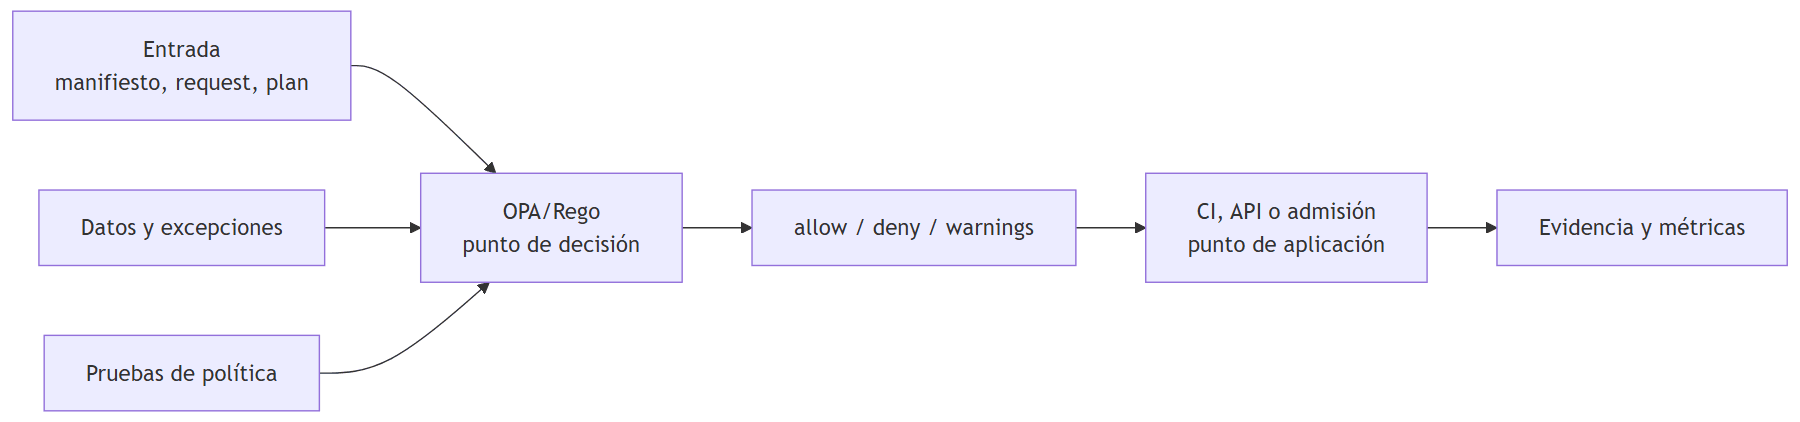 Entrada
manifiesto, request, plan
Datos y excepciones
Pruebas de política
OPA/Rego
punto de decisión
allow / deny / warnings
CI, API o admisión
punto de aplicación
Evidencia y métricas